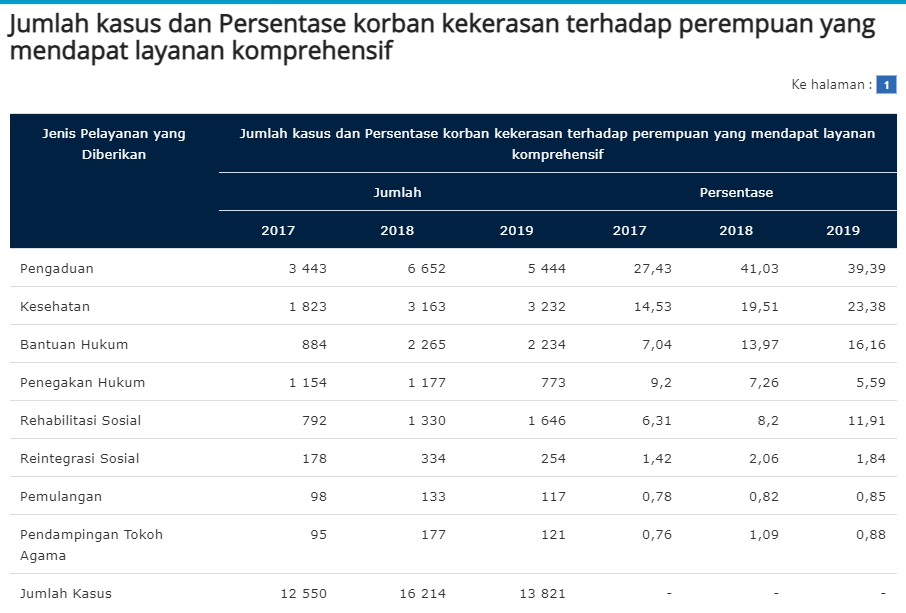 Jumlah kasus dan Persentase korban kekerasan terhadap perempuan yang
mendapat layanan komprehensif
Ke halaman : 1
Jenis Pelayanan yang
Diberikan
Jumlah kasus dan Persentase korban kekerasan terhadap perempuan yang mendapat layanan
komprehensif
Jumlah Persentase
2017 2018 2019 2017 2018 2019
Pengaduan 3 443 6 652 5 444 27,43 41,03 39,39
Kesehatan 1 823 3 163 3 232 14,53 19,51 23,38
Bantuan Hukum 884 2 265 2 234 7,04 13,97 16,16
Penegakan Hukum 1 154 1 177 773 9,2 7,26 5,59
Rehabilitasi Sosial 792 1 330 1 646 6,31 8,2 11,91
Reintegrasi Sosial 178 334 254 1,42 2,06 1,84
Pemulangan 98 133 117 0,78 0,82 0,85
Pendampingan Tokoh
Agama 95 177 121 0,76 1,09 0,88
Jumlah Kasus 12 550 16 214 13 821 - - -